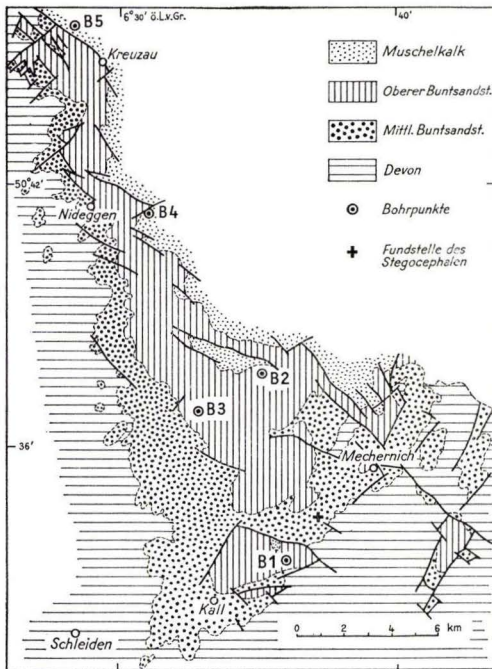 6°30' ö.L.v.Gr.
40'
B5
Kreuzau
Muschelkalk
Oberer Buntsandst.
Mittl. Buntsandst.
Devon
50°42'
Nideggen
B4
Bohrpunkte
Fundstelle des
Stegocephalen
B2
B3
36'
Mechernich
B1
Kall
0 2 4 6 km
Schleiden